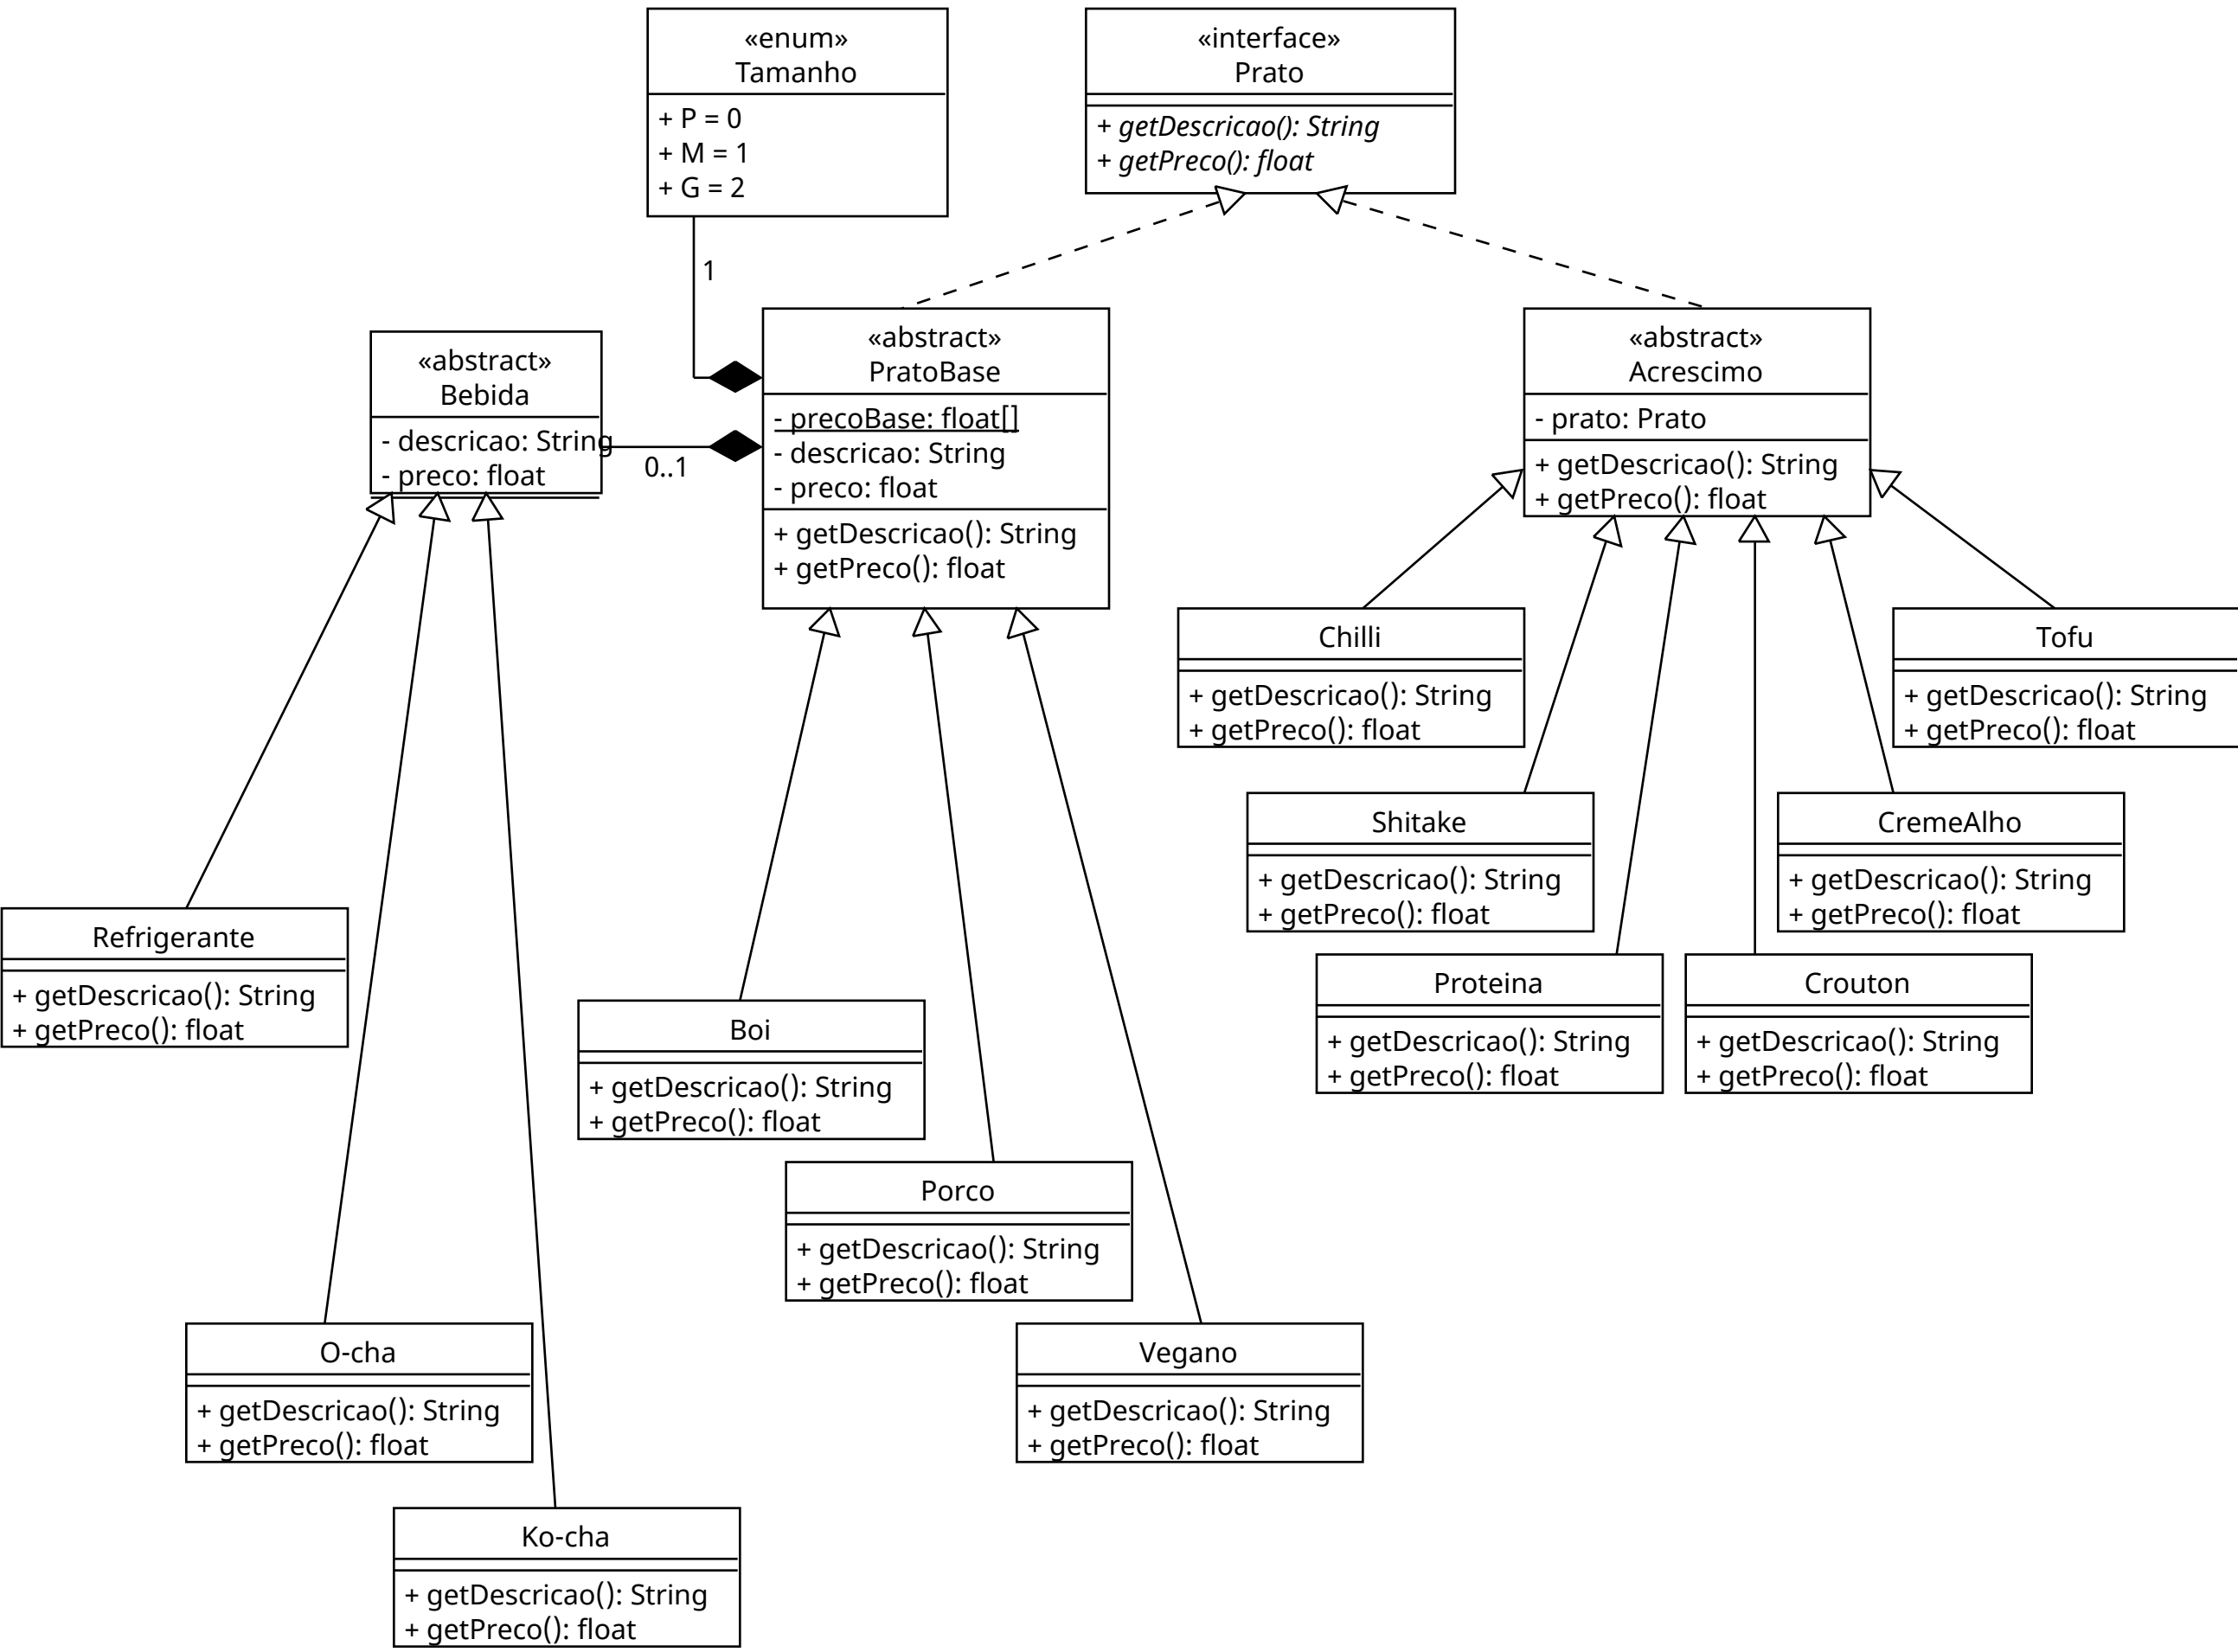 «enum»
Tamanho
+ P = 0
+ M = 1
+ G = 2
«interface»
Prato
+ getDescricao(): String
+ getPreco(): float
1
«abstract»
Bebida
- descricao: String
- preco: float
0..1
«abstract»
PratoBase
- precoBase: float[]
- descricao: String
- preco: float
+ getDescricao(): String
+ getPreco(): float
«abstract»
Acrescimo
- prato: Prato
+ getDescricao(): String
+ getPreco(): float
Chilli
+ getDescricao(): String
+ getPreco(): float
Tofu
+ getDescricao(): String
+ getPreco(): float
Shitake
+ getDescricao(): String
+ getPreco(): float
CremeAlho
+ getDescricao(): String
+ getPreco(): float
Refrigerante
+ getDescricao(): String
+ getPreco(): float
Proteina
+ getDescricao(): String
+ getPreco(): float
Crouton
+ getDescricao(): String
+ getPreco(): float
Boi
+ getDescricao(): String
+ getPreco(): float
Porco
+ getDescricao(): String
+ getPreco(): float
O-cha
+ getDescricao(): String
+ getPreco(): float
Vegano
+ getDescricao(): String
+ getPreco(): float
Ko-cha
+ getDescricao(): String
+ getPreco(): float